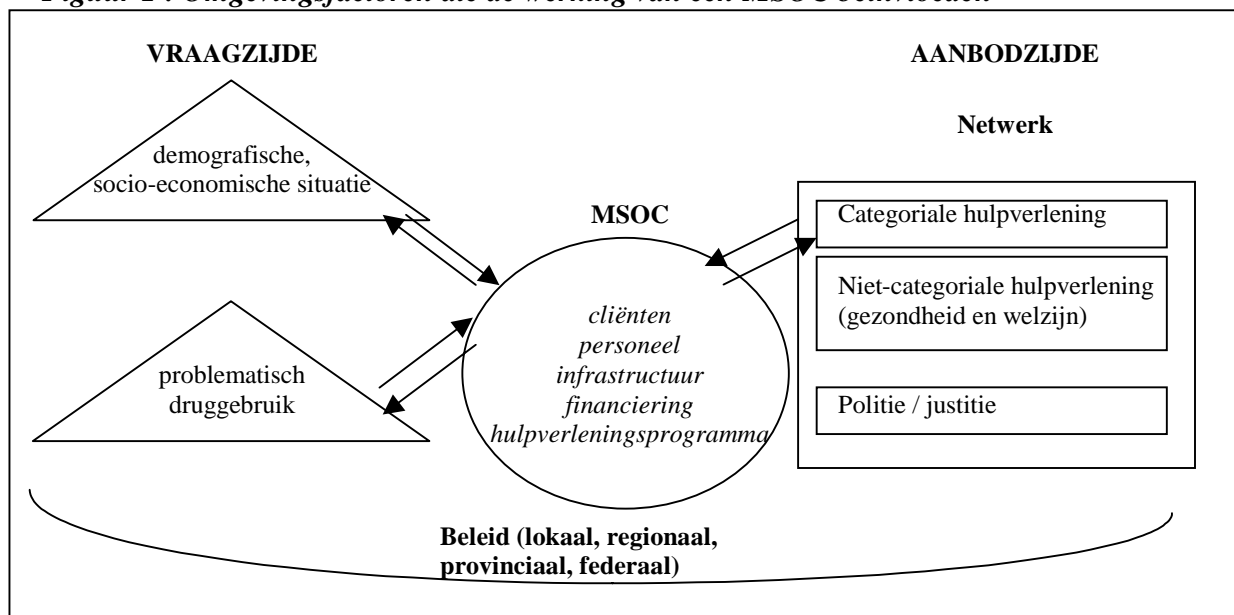 VRAAGZIJDE
AANBODZIJDE
Netwerk
demografische,
socio-economische situatie
MSOC
Categoriale hulpverlening
Niet-categoriale hulpverlening
(gezondheid en welzijn)
cliënten
personeel
infrastructuur
financiering
hulpverleningsprogramma
problematisch
druggebruik
Politie / justitie
Beleid (lokaal, regionaal,
provinciaal, federaal)